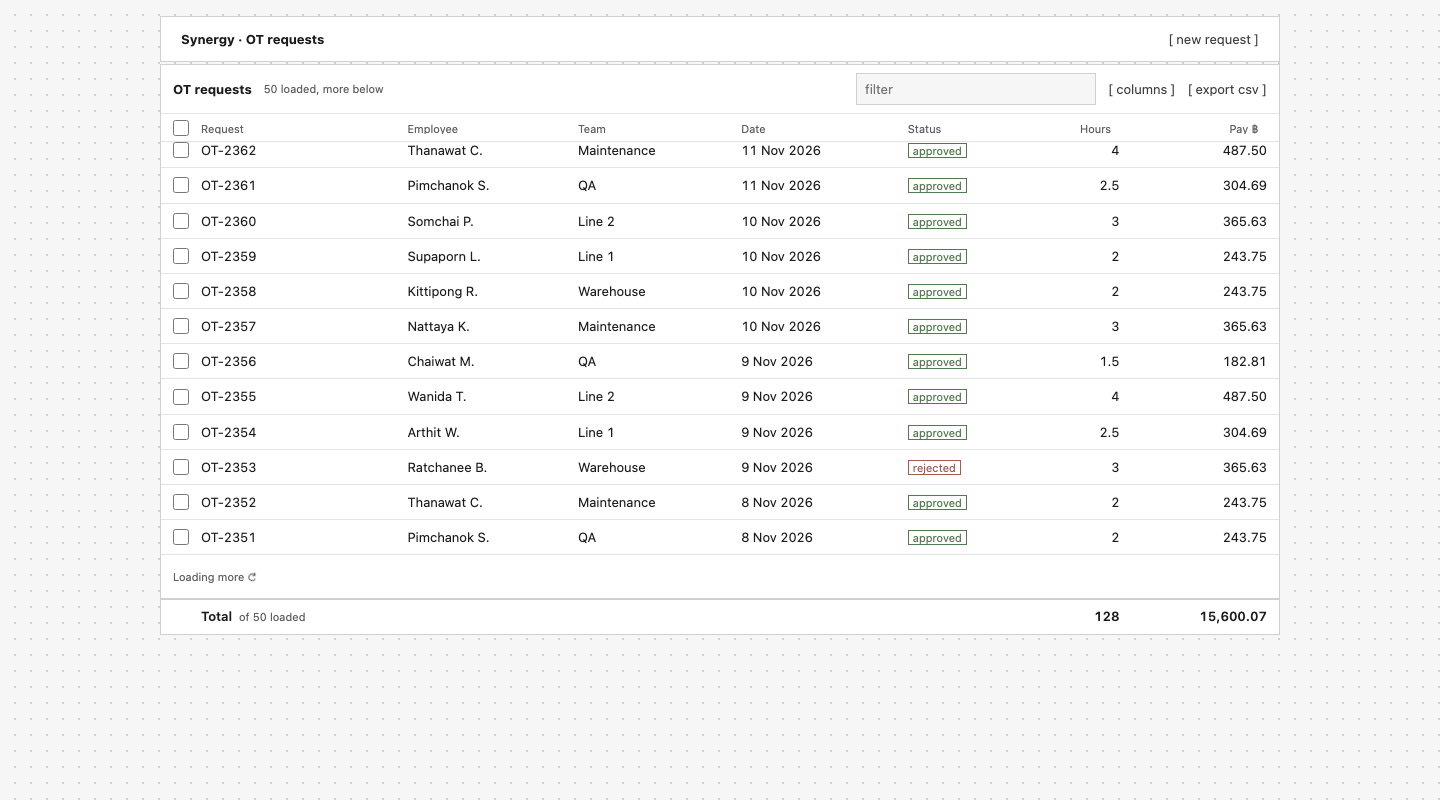 Synergy · OT requests [ new request ]
OT requests 50 loaded, more below filter [ columns ] [ export csv ]
Request Employee Team Date Status Hours Pay ฿
OT-2362 Thanawat C. Maintenance 11 Nov 2026 approved 4 487.50
OT-2361 Pimchanok S. QA 11 Nov 2026 approved 2.5 304.69
OT-2360 Somchai P. Line 2 10 Nov 2026 approved 3 365.63
OT-2359 Supaporn L. Line 1 10 Nov 2026 approved 2 243.75
OT-2358 Kittipong R. Warehouse 10 Nov 2026 approved 2 243.75
OT-2357 Nattaya K. Maintenance 10 Nov 2026 approved 3 365.63
OT-2356 Chaiwat M. QA 9 Nov 2026 approved 1.5 182.81
OT-2355 Wanida T. Line 2 9 Nov 2026 approved 4 487.50
OT-2354 Arthit W. Line 1 9 Nov 2026 approved 2.5 304.69
OT-2353 Ratchanee B. Warehouse 9 Nov 2026 rejected 3 365.63
OT-2352 Thanawat C. Maintenance 8 Nov 2026 approved 2 243.75
OT-2351 Pimchanok S. QA 8 Nov 2026 approved 2 243.75
Loading more
Total of 50 loaded 128 15,600.07